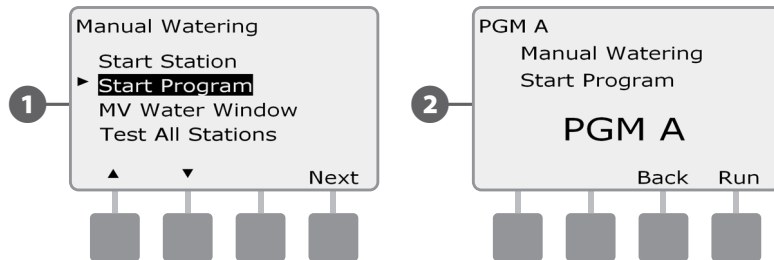 1
Manual Watering
Start Station
Start Program
MV Water Window
Test All Stations
Next
2
PGM A
Manual Watering
Start Program
PGM A
Back Run